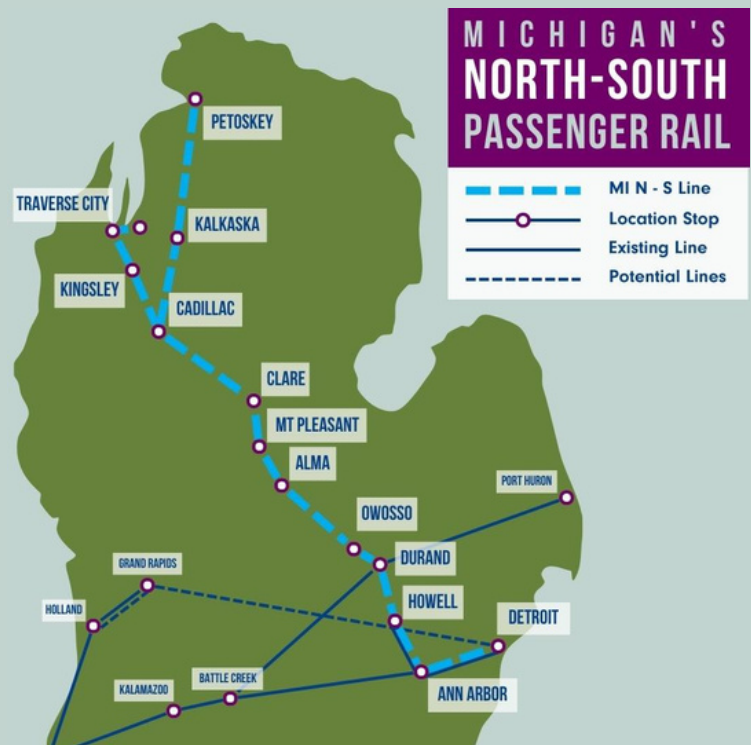 MICHIGAN'S
NORTH-SOUTH
PASSENGER RAIL
MI N - S Line
Location Stop
Existing Line
Potential Lines
PETOSKEY
TRAVERSE CITY
KALKASKA
KINGSLEY
CADILLAC
CLARE
MT PLEASANT
ALMA
PORT HURON
OWOSSO
DURAND
GRAND RAPIDS
HOLLAND
HOWELL
DETROIT
BATTLE CREEK
KALAMAZOO
ANN ARBOR